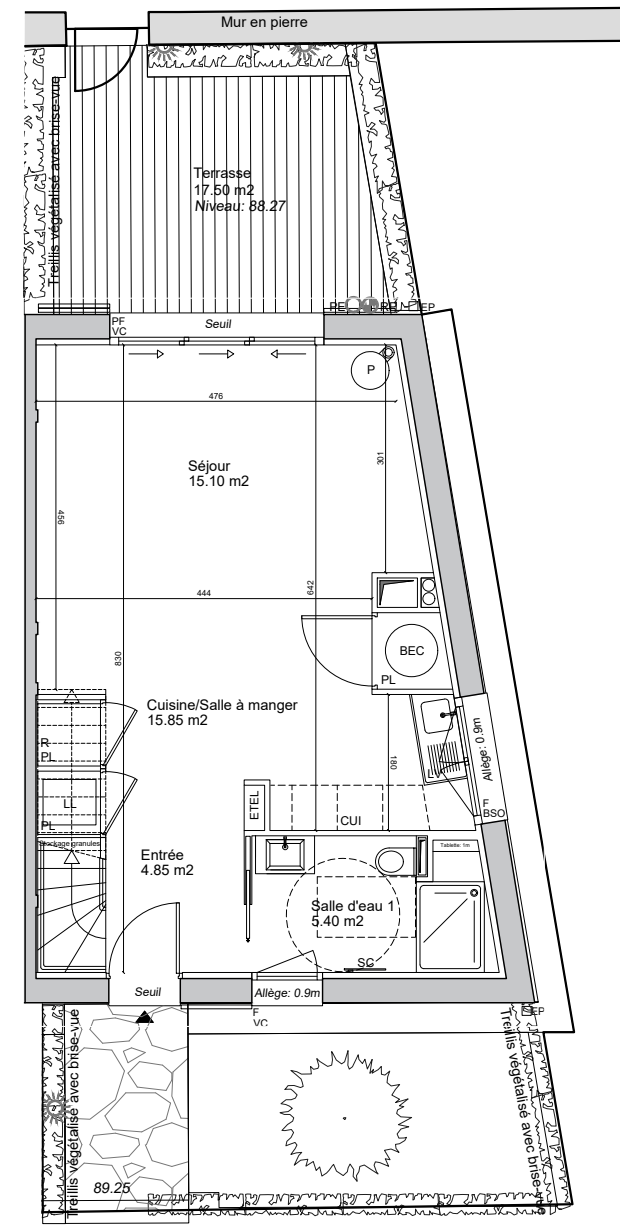 Mur en pierre
Treillis végétalisé avec brise-vue
Terrasse
17.50 m2
Niveau: 88.27
PF
VC
Seuil
EP
P
476
Séjour
15.10 m2
301
456
444
642
830
BEC
PL
Cuisine/Salle à manger
15.85 m2
R
PL
180
Allège: 0.9m
F
BSO
LL
PL
ETEL
CUI
Stockage granules
Entrée
4.85 m2
Tablette: 1m
Salle d'eau 1
5.40 m2
SC
Seuil
Allège: 0.9m
F
VC
EP
Treillis végétalisé avec brise-vue
Treillis végétalisé avec brise-vue
89.25